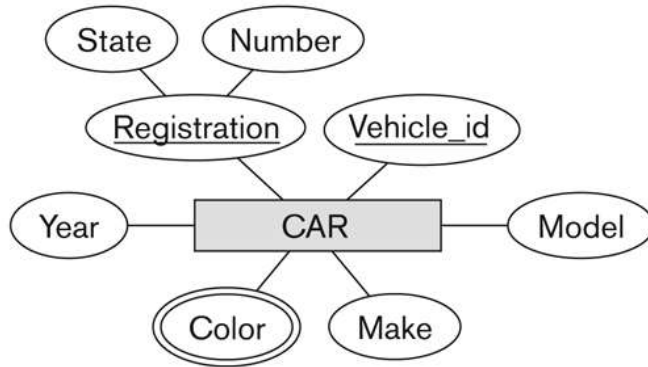 State
Number
Registration
Vehicle_id
Year
CAR
Model
Color
Make